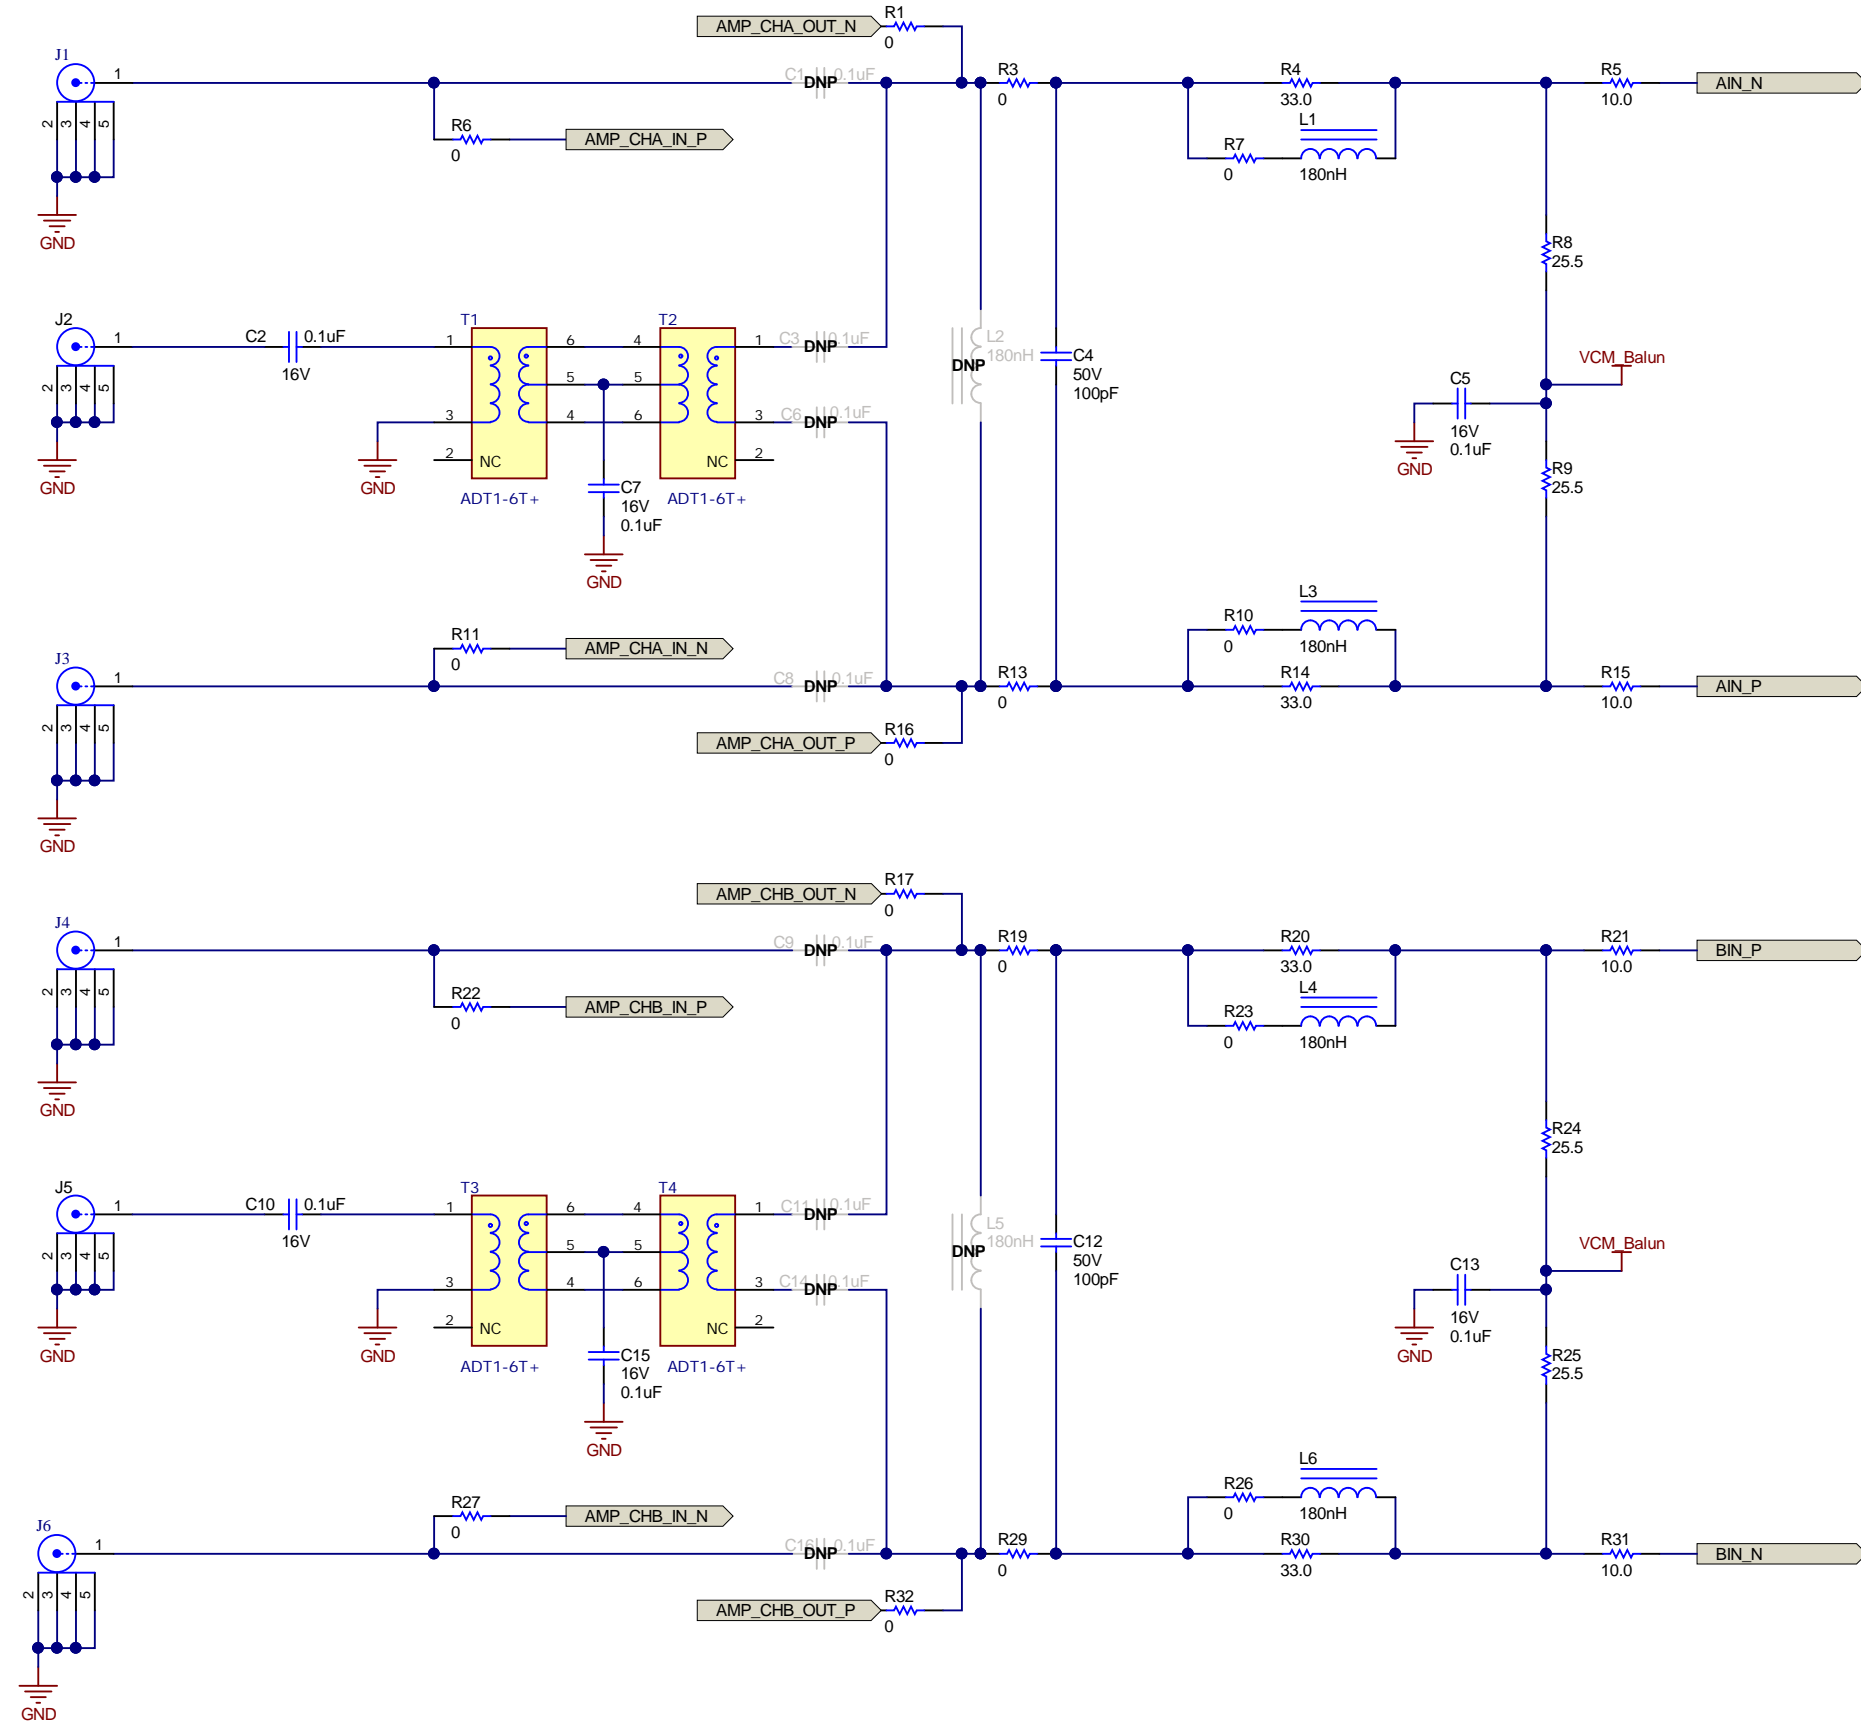 AMP_CHA_OUT_N
R1
0
J1
1
2
3
4
5
GND
C1
0.1uF
DNP
R3
0
R4
33.0
R5
10.0
AIN_N
R6
0
AMP_CHA_IN_P
R7
0
L1
180nH
R8
25.5
J2
1
2
3
4
5
GND
C2
0.1uF
16V
GND
T1
1
3
2
NC
6
5
4
ADT1-6T+
T2
4
5
6
1
3
2
NC
ADT1-6T+
C3
0.1uF
DNP
C6
0.1uF
DNP
C7
16V
0.1uF
GND
L2
180nH
DNP
C4
50V
100pF
VCM_Balun
C5
16V
0.1uF
GND
R9
25.5
J3
1
2
3
4
5
GND
R11
0
AMP_CHA_IN_N
C8
0.1uF
DNP
R13
0
R10
0
L3
180nH
R14
33.0
R15
10.0
AIN_P
AMP_CHA_OUT_P
R16
0
AMP_CHB_OUT_N
R17
0
J4
1
2
3
4
5
GND
C9
0.1uF
DNP
R19
0
R20
33.0
R21
10.0
BIN_P
R22
0
AMP_CHB_IN_P
R23
0
L4
180nH
R24
25.5
J5
1
2
3
4
5
GND
C10
0.1uF
16V
GND
T3
1
3
2
NC
6
5
4
ADT1-6T+
T4
4
5
6
1
3
2
NC
ADT1-6T+
C11
0.1uF
DNP
C14
0.1uF
DNP
C15
16V
0.1uF
GND
L5
180nH
DNP
C12
50V
100pF
VCM_Balun
C13
16V
0.1uF
GND
R25
25.5
J6
1
2
3
4
5
GND
R27
0
AMP_CHB_IN_N
C16
0.1uF
DNP
R29
0
R26
0
L6
180nH
R30
33.0
R31
10.0
BIN_N
AMP_CHB_OUT_P
R32
0